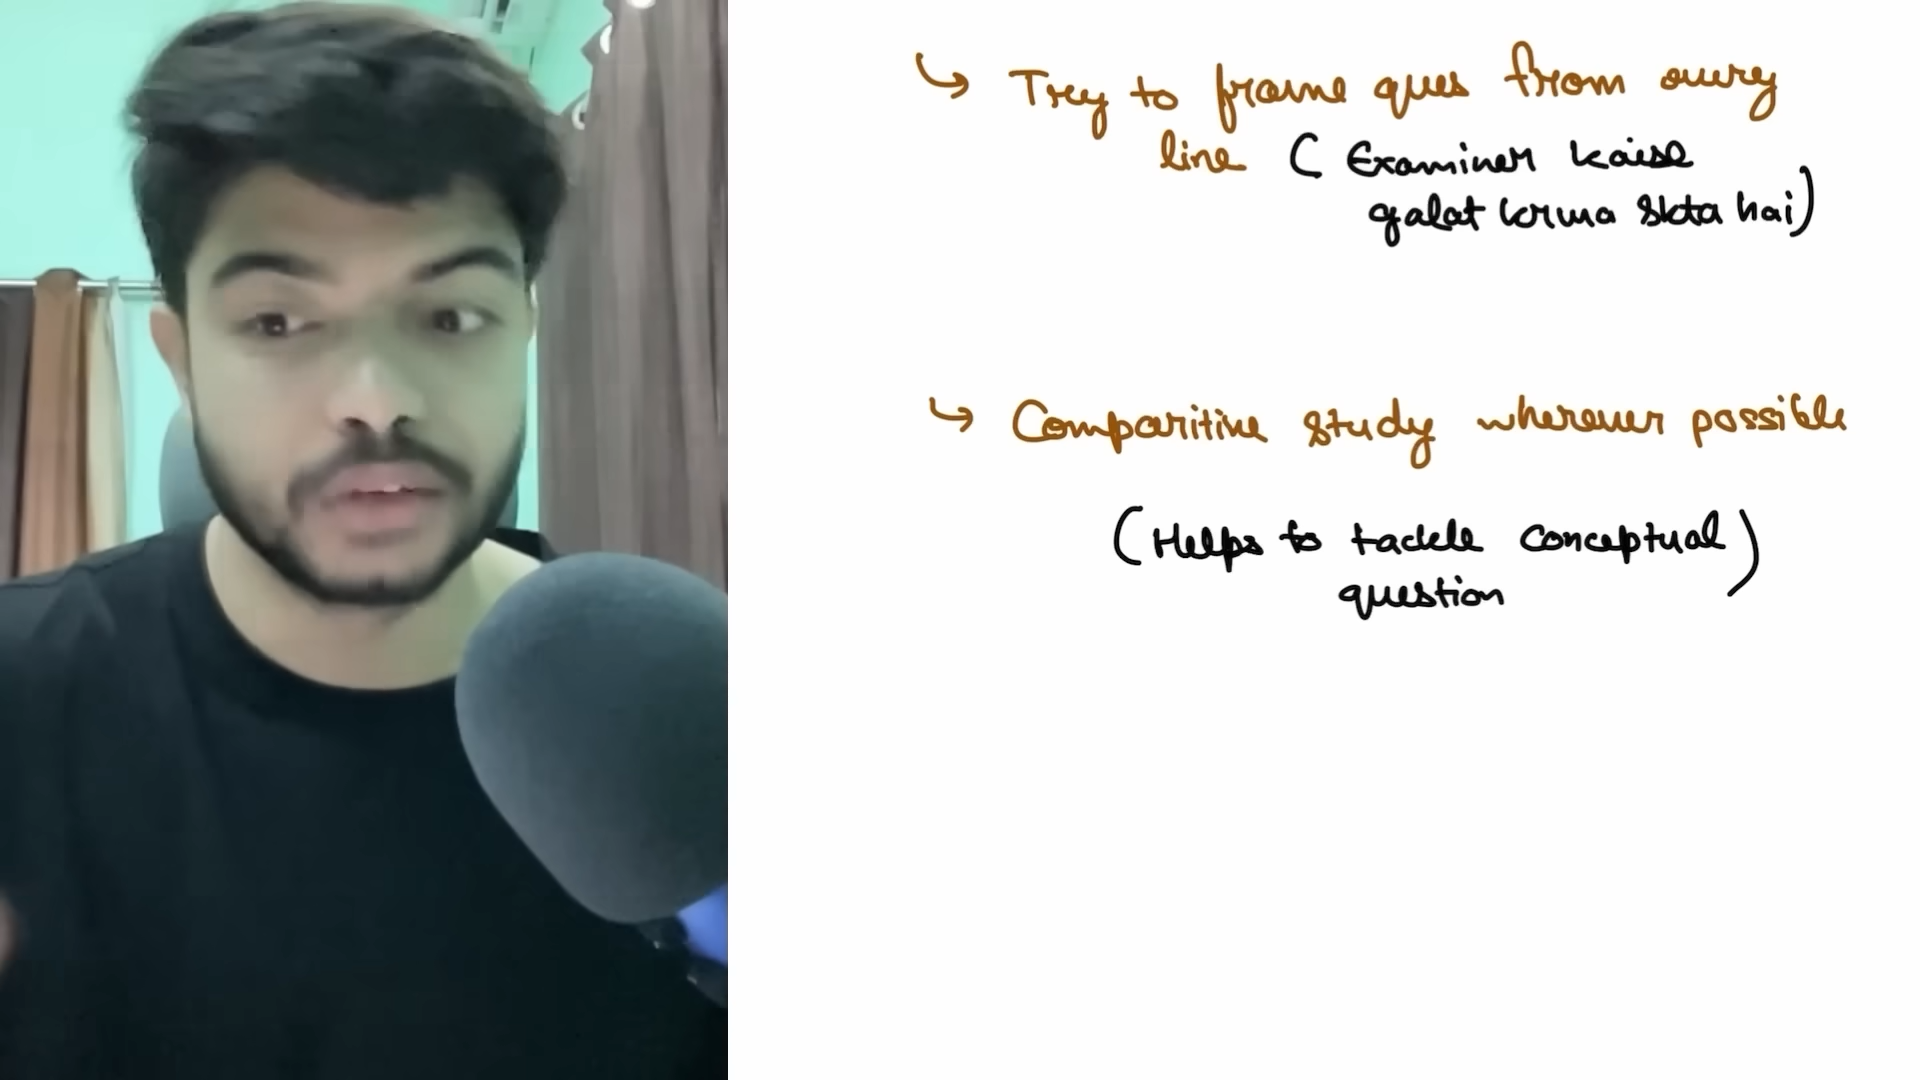 ↳ Try to frame ques from every
line ( Examiner kaise
galat krwa skta hai)
↳ Comparitive study wherever possible
(Helps to tackle conceptual)
question